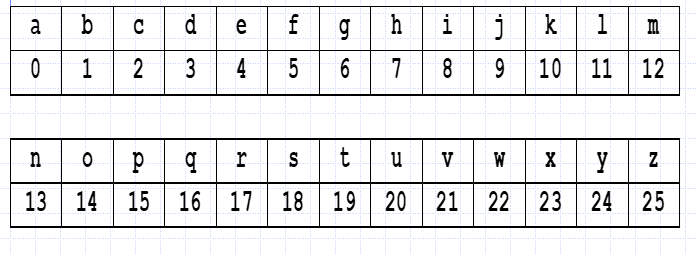 a b c d e f g h i j k l m
0 1 2 3 4 5 6 7 8 9 10 11 12
n o p q r s t u v w x y z
13 14 15 16 17 18 19 20 21 22 23 24 25